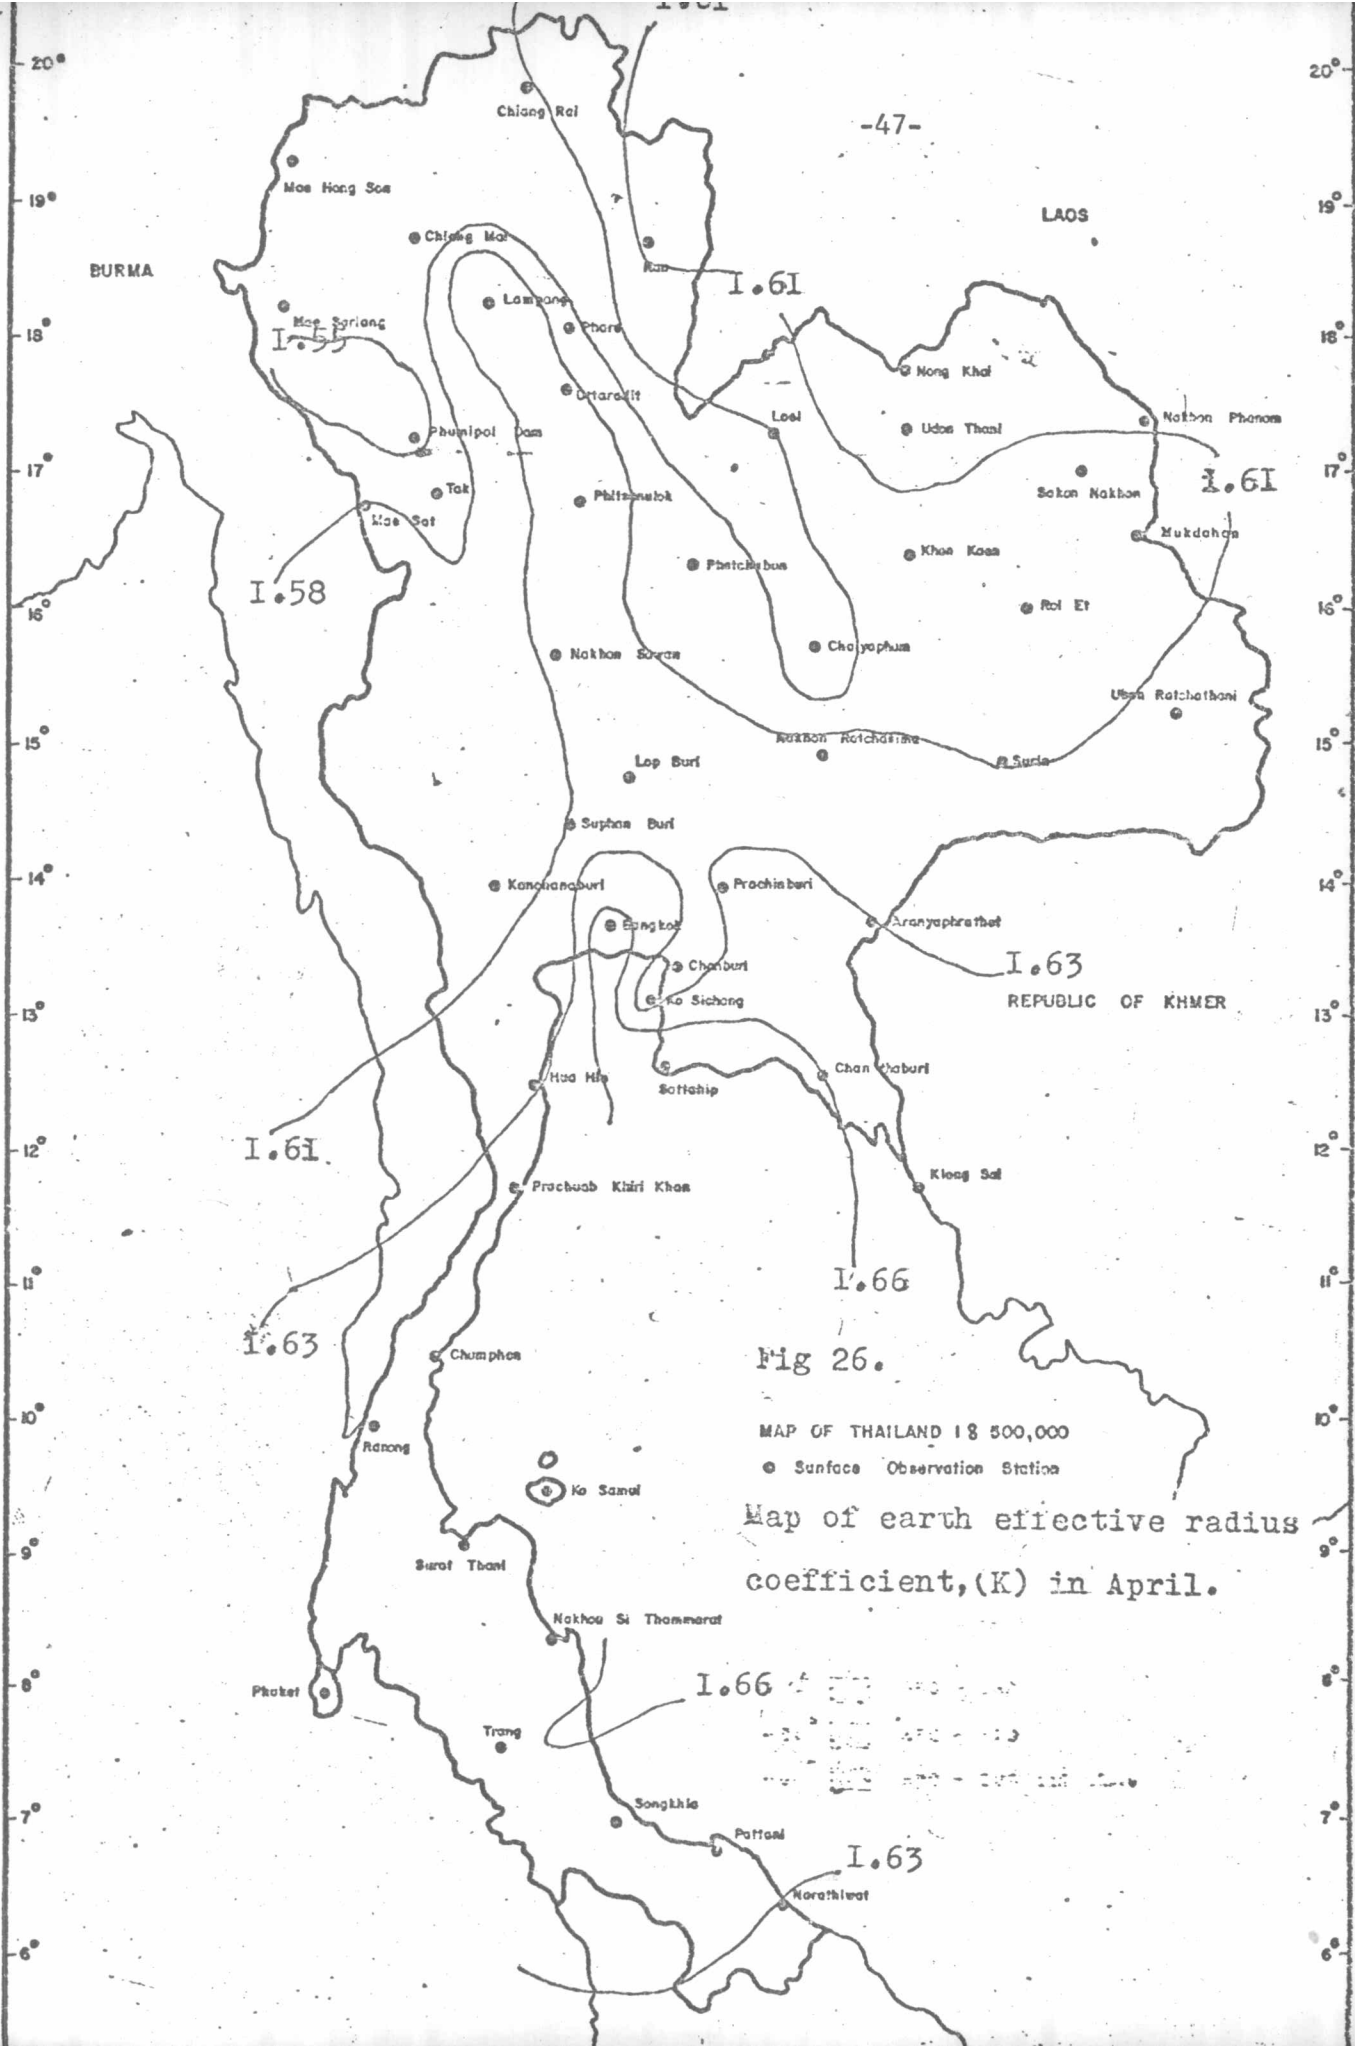 20° 20°
Chiang Rai
-47-
Mae Hong Son
19° 19°
LAOS
Chiang Mai
BURMA
Nan
I.61
Lampang
Mae Sariang
Phare
18° 18°
I.55
Nong Khai
Uttaradit
Loei
Nakhon Phanom
Udon Thani
Phumipol Dam
17° 17°
I.61
Tak
Phitsanulok
Sakon Nakhon
Mae Sot
Mukdahan
Khon Kaen
Phetchabun
I.58
16° 16°
Roi Et
Chaiyaphum
Nakhon Sawan
Ubon Ratchathani
15° 15°
Nakhon Ratchasima
Lop Buri
Surin
Suphan Buri
14° 14°
Kanchanaburi
Prachinburi
Bangkok
Aranyaphrathet
Chonburi
I.63
Ko Sichang
REPUBLIC OF KHMER
13° 13°
Hua Hin
Chanthaburi
Sattahip
I.61
12° 12°
Klong Sai
Prachuab Khiri Khan
I.66
11° 11°
I.63
Chumphon
Fig 26.
10° 10°
MAP OF THAILAND 1:8 500,000
Ranong
Surface Observation Station
Ko Samui
Map of earth effective radius
9° 9°
Surat Thani
coefficient,(K) in April.
Nakhon Si Thammarat
8° 8°
Phuket
I.66
Trang
7° 7°
Songkhla
Pattani
I.63
Narathiwat
6° 6°